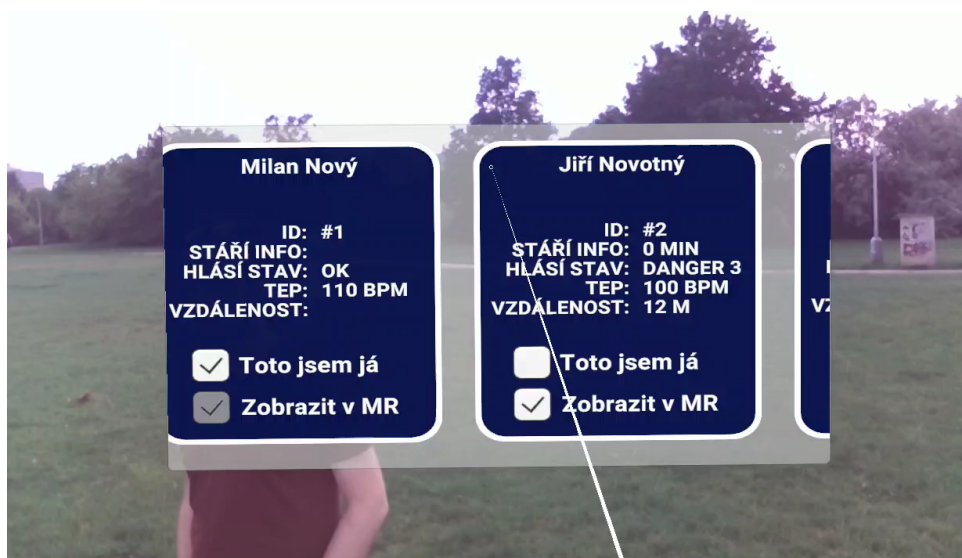 Milan Nový
ID: #1
STÁŘÍ INFO:
HLÁSÍ STAV: OK
TEP: 110 BPM
VZDÁLENOST:
Toto jsem já
Zobrazit v MR
Jiří Novotný
ID: #2
STÁŘÍ INFO: 0 MIN
HLÁSÍ STAV: DANGER 3
TEP: 100 BPM
VZDÁLENOST: 12 M
Toto jsem já
Zobrazit v MR